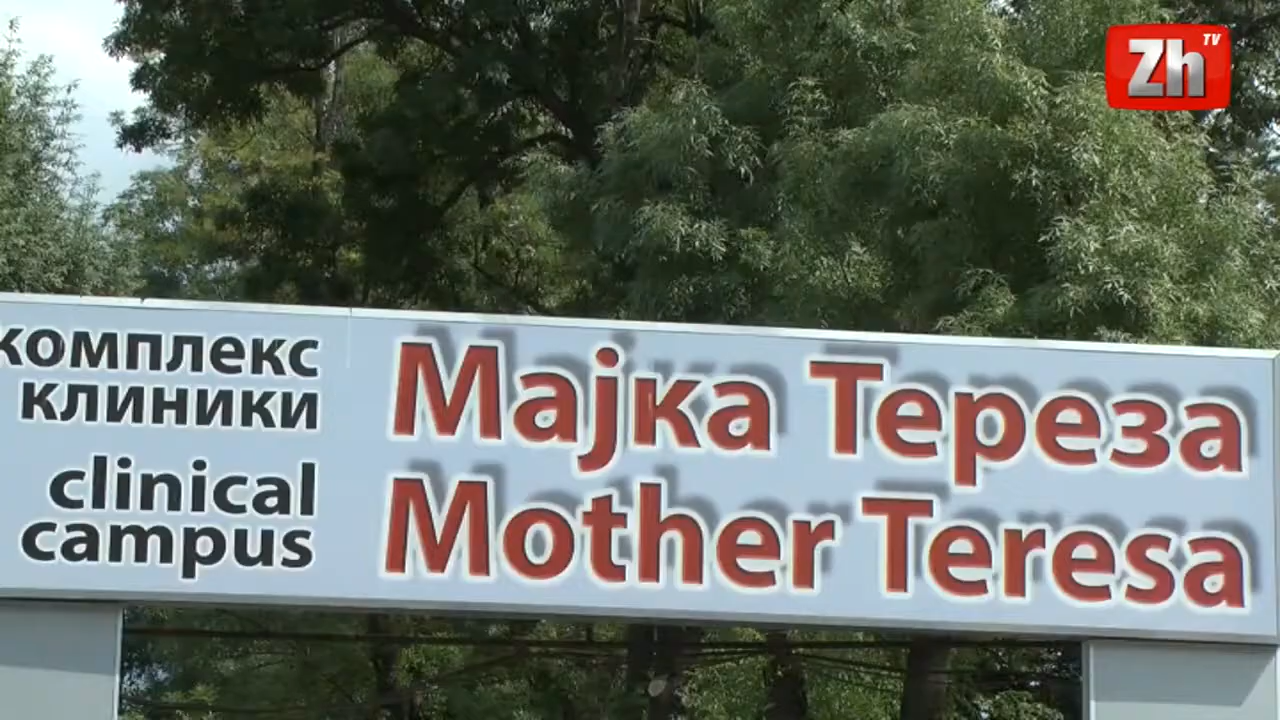 Zh TV
комплекс
клиники
clinical
campus
Мајка Тереза
Mother Teresa